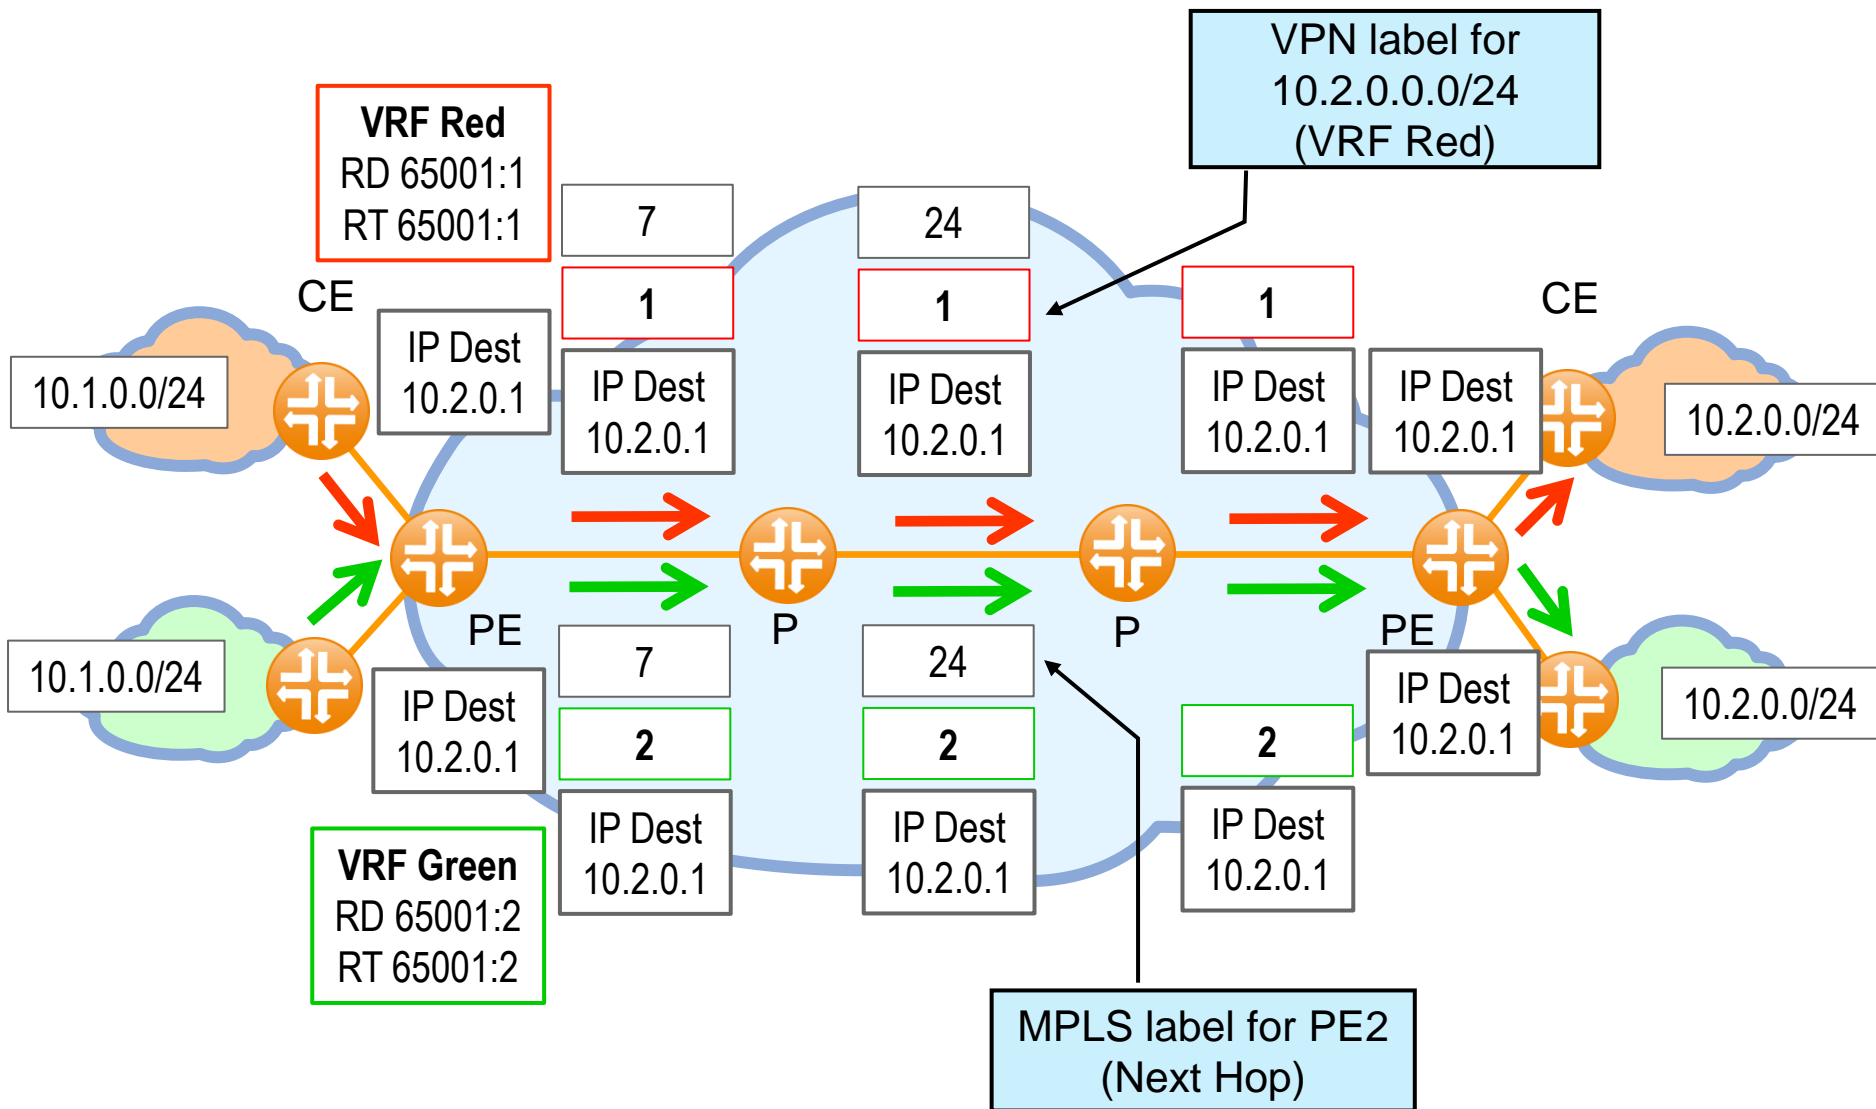 VPN label for
10.2.0.0.0/24
(VRF Red)
VRF Red
RD 65001:1
RT 65001:1
7
24
CE
1
1
1
CE
IP Dest
10.2.0.1
IP Dest
10.2.0.1
IP Dest
10.2.0.1
IP Dest
10.2.0.1
IP Dest
10.2.0.1
10.1.0.0/24
10.2.0.0/24
PE
P
P
PE
7
24
10.1.0.0/24
10.2.0.0/24
IP Dest
10.2.0.1
2
2
2
IP Dest
10.2.0.1
IP Dest
10.2.0.1
IP Dest
10.2.0.1
IP Dest
10.2.0.1
VRF Green
RD 65001:2
RT 65001:2
MPLS label for PE2
(Next Hop)